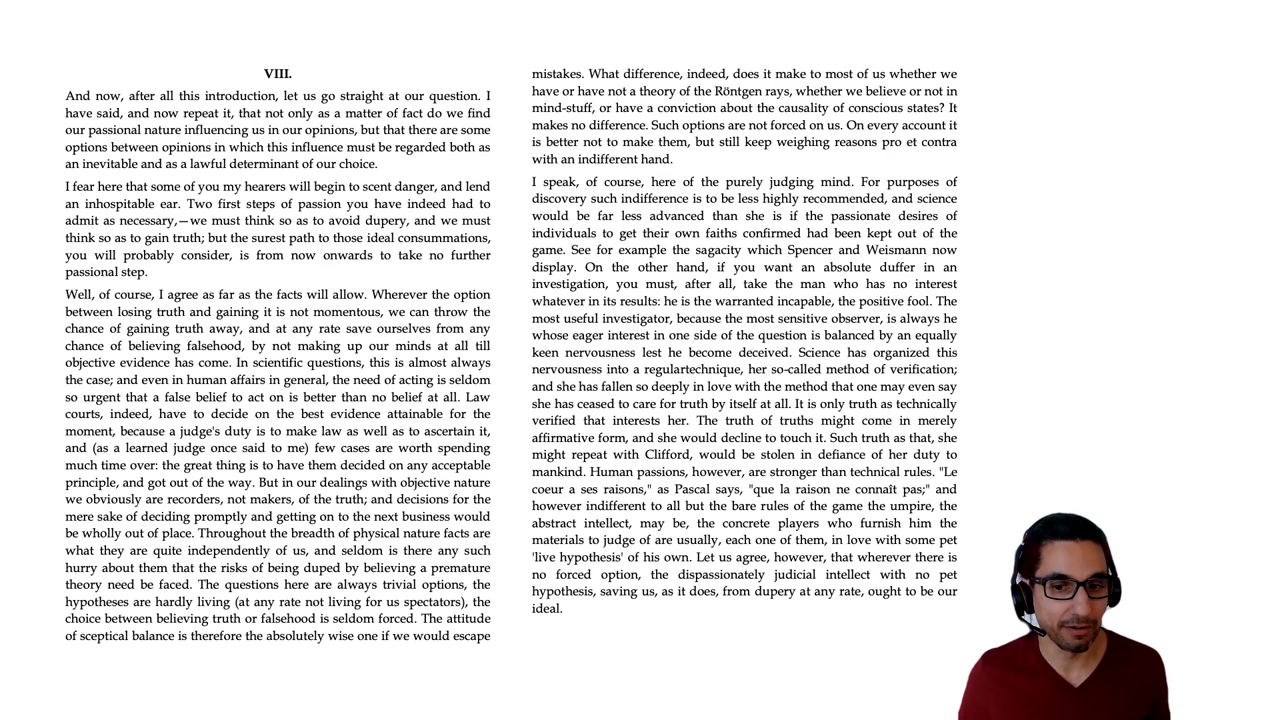 VIII.
And now, after all this introduction, let us go straight at our question. I
have said, and now repeat it, that not only as a matter of fact do we find
our passional nature influencing us in our opinions, but that there are some
options between opinions in which this influence must be regarded both as
an inevitable and as a lawful determinant of our choice.
I fear here that some of you my hearers will begin to scent danger, and lend
an inhospitable ear. Two first steps of passion you have indeed had to
admit as necessary,—we must think so as to avoid dupery, and we must
think so as to gain truth; but the surest path to those ideal consummations,
you will probably consider, is from now onwards to take no further
passional step.
Well, of course, I agree as far as the facts will allow. Wherever the option
between losing truth and gaining it is not momentous, we can throw the
chance of gaining truth away, and at any rate save ourselves from any
chance of believing falsehood, by not making up our minds at all till
objective evidence has come. In scientific questions, this is almost always
the case; and even in human affairs in general, the need of acting is seldom
so urgent that a false belief to act on is better than no belief at all. Law
courts, indeed, have to decide on the best evidence attainable for the
moment, because a judge's duty is to make law as well as to ascertain it,
and (as a learned judge once said to me) few cases are worth spending
much time over: the great thing is to have them decided on any acceptable
principle, and got out of the way. But in our dealings with objective nature
we obviously are recorders, not makers, of the truth; and decisions for the
mere sake of deciding promptly and getting on to the next business would
be wholly out of place. Throughout the breadth of physical nature facts are
what they are quite independently of us, and seldom is there any such
hurry about them that the risks of being duped by believing a premature
theory need be faced. The questions here are always trivial options, the
hypotheses are hardly living (at any rate not living for us spectators), the
choice between believing truth or falsehood is seldom forced. The attitude
of sceptical balance is therefore the absolutely wise one if we would escape
mistakes. What difference, indeed, does it make to most of us whether we
have or have not a theory of the Röntgen rays, whether we believe or not in
mind-stuff, or have a conviction about the causality of conscious states? It
makes no difference. Such options are not forced on us. On every account it
is better not to make them, but still keep weighing reasons pro et contra
with an indifferent hand.
I speak, of course, here of the purely judging mind. For purposes of
discovery such indifference is to be less highly recommended, and science
would be far less advanced than she is if the passionate desires of
individuals to get their own faiths confirmed had been kept out of the
game. See for example the sagacity which Spencer and Weismann now
display. On the other hand, if you want an absolute duffer in an
investigation, you must, after all, take the man who has no interest
whatever in its results: he is the warranted incapable, the positive fool. The
most useful investigator, because the most sensitive observer, is always he
whose eager interest in one side of the question is balanced by an equally
keen nervousness lest he become deceived. Science has organized this
nervousness into a regulartechnique, her so-called method of verification;
and she has fallen so deeply in love with the method that one may even say
she has ceased to care for truth by itself at all. It is only truth as technically
verified that interests her. The truth of truths might come in merely
affirmative form, and she would decline to touch it. Such truth as that, she
might repeat with Clifford, would be stolen in defiance of her duty to
mankind. Human passions, however, are stronger than technical rules. "Le
coeur a ses raisons," as Pascal says, "que la raison ne connaît pas;" and
however indifferent to all but the bare rules of the game the umpire, the
abstract intellect, may be, the concrete players who furnish him the
materials to judge of are usually, each one of them, in love with some pet
'live hypothesis' of his own. Let us agree, however, that wherever there is
no forced option, the dispassionately judicial intellect with no pet
hypothesis, saving us, as it does, from dupery at any rate, ought to be our
ideal.